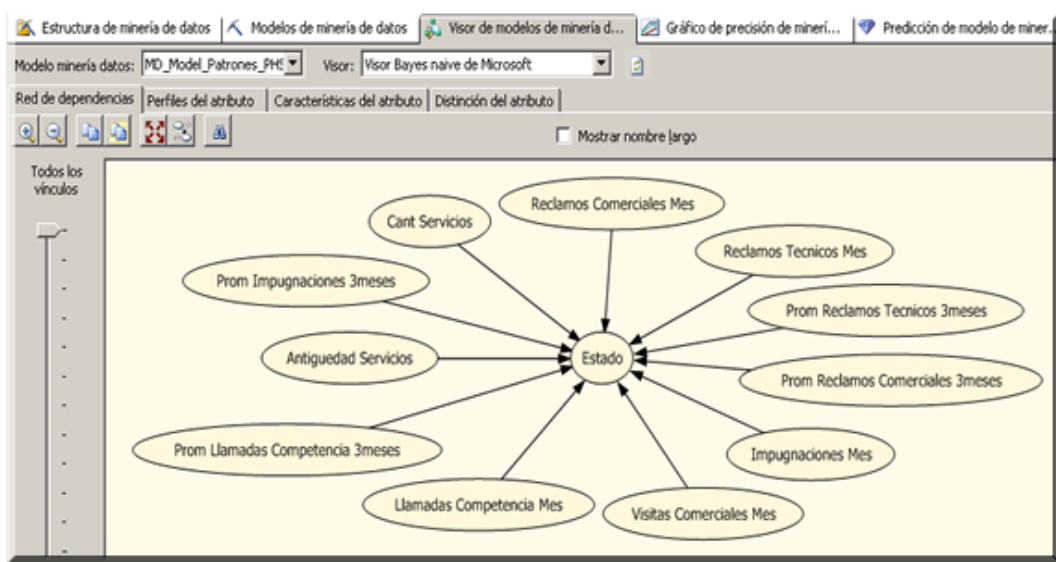 Estructura de minería de datos Modelos de minería de datos Visor de modelos de minería d... Gráfico de precisión de minerí... Predicción de modelo de miner...
Modelo minería datos: MD_Model_Patrones_PHS Visor: Visor Bayes naive de Microsoft
Red de dependencias Perfiles del atributo Características del atributo Distinción del atributo
Mostrar nombre largo
Todos los
vínculos
Reclamos Comerciales Mes
Cant Servicios
Reclamos Tecnicos Mes
Prom Impugnaciones 3meses
Prom Reclamos Tecnicos 3meses
Antiguedad Servicios
Estado
Prom Reclamos Comerciales 3meses
Prom Llamadas Competencia 3meses
Impugnaciones Mes
Llamadas Competencia Mes
Visitas Comerciales Mes